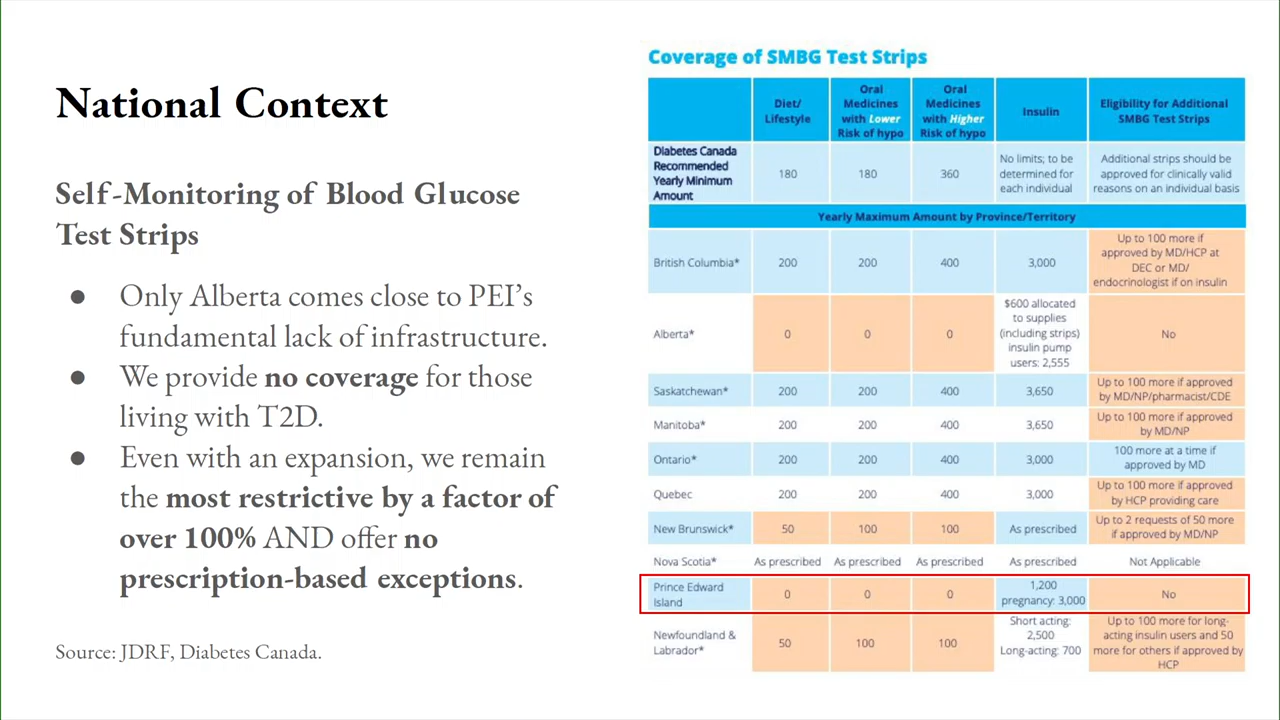 National Context
Self-Monitoring of Blood Glucose
Test Strips
● Only Alberta comes close to PEI’s
fundamental lack of infrastructure.
● We provide no coverage for those
living with T2D.
● Even with an expansion, we remain
the most restrictive by a factor of
over 100% AND offer no
prescription-based exceptions.
Source: JDRF, Diabetes Canada.
Coverage of SMBG Test Strips
Diet/
Lifestyle
Oral
Medicines
with Lower
Risk of hypo
Oral
Medicines
with Higher
Risk of hypo
Insulin
Eligibility for Additional
SMBG Test Strips
Diabetes Canada
Recommended
Yearly Minimum
Amount
180
180
360
No limits; to be
determined for
each individual
Additional strips should be
approved for clinically valid
reasons on an individual basis
Yearly Maximum Amount by Province/Territory
British Columbia*
200
200
400
3,000
Up to 100 more if
approved by MD/HCP at
DEC or MD/
endocrinologist if on insulin
Alberta*
0
0
0
$600 allocated
to supplies
(including strips)
insulin pump
users: 2,555
No
Saskatchewan*
200
200
400
3,650
Up to 100 more if approved
by MD/NP/pharmacist/CDE
Manitoba*
200
200
400
3,650
Up to 100 more if approved
by MD/NP
Ontario*
200
200
400
3,000
100 more at a time if
approved by MD
Quebec
200
200
400
3,000
Up to 100 more if approved
by HCP providing care
New Brunswick*
50
100
100
As prescribed
Up to 2 requests of 50 more
if approved by MD/NP
Nova Scotia*
As prescribed
As prescribed
As prescribed
As prescribed
Not Applicable
Prince Edward
Island
0
0
0
1,200
pregnancy: 3,000
No
Newfoundland &
Labrador*
50
100
100
Short acting:
2,500
Long-acting: 700
Up to 100 more for long-
acting insulin users and 50
more for others if approved by
HCP